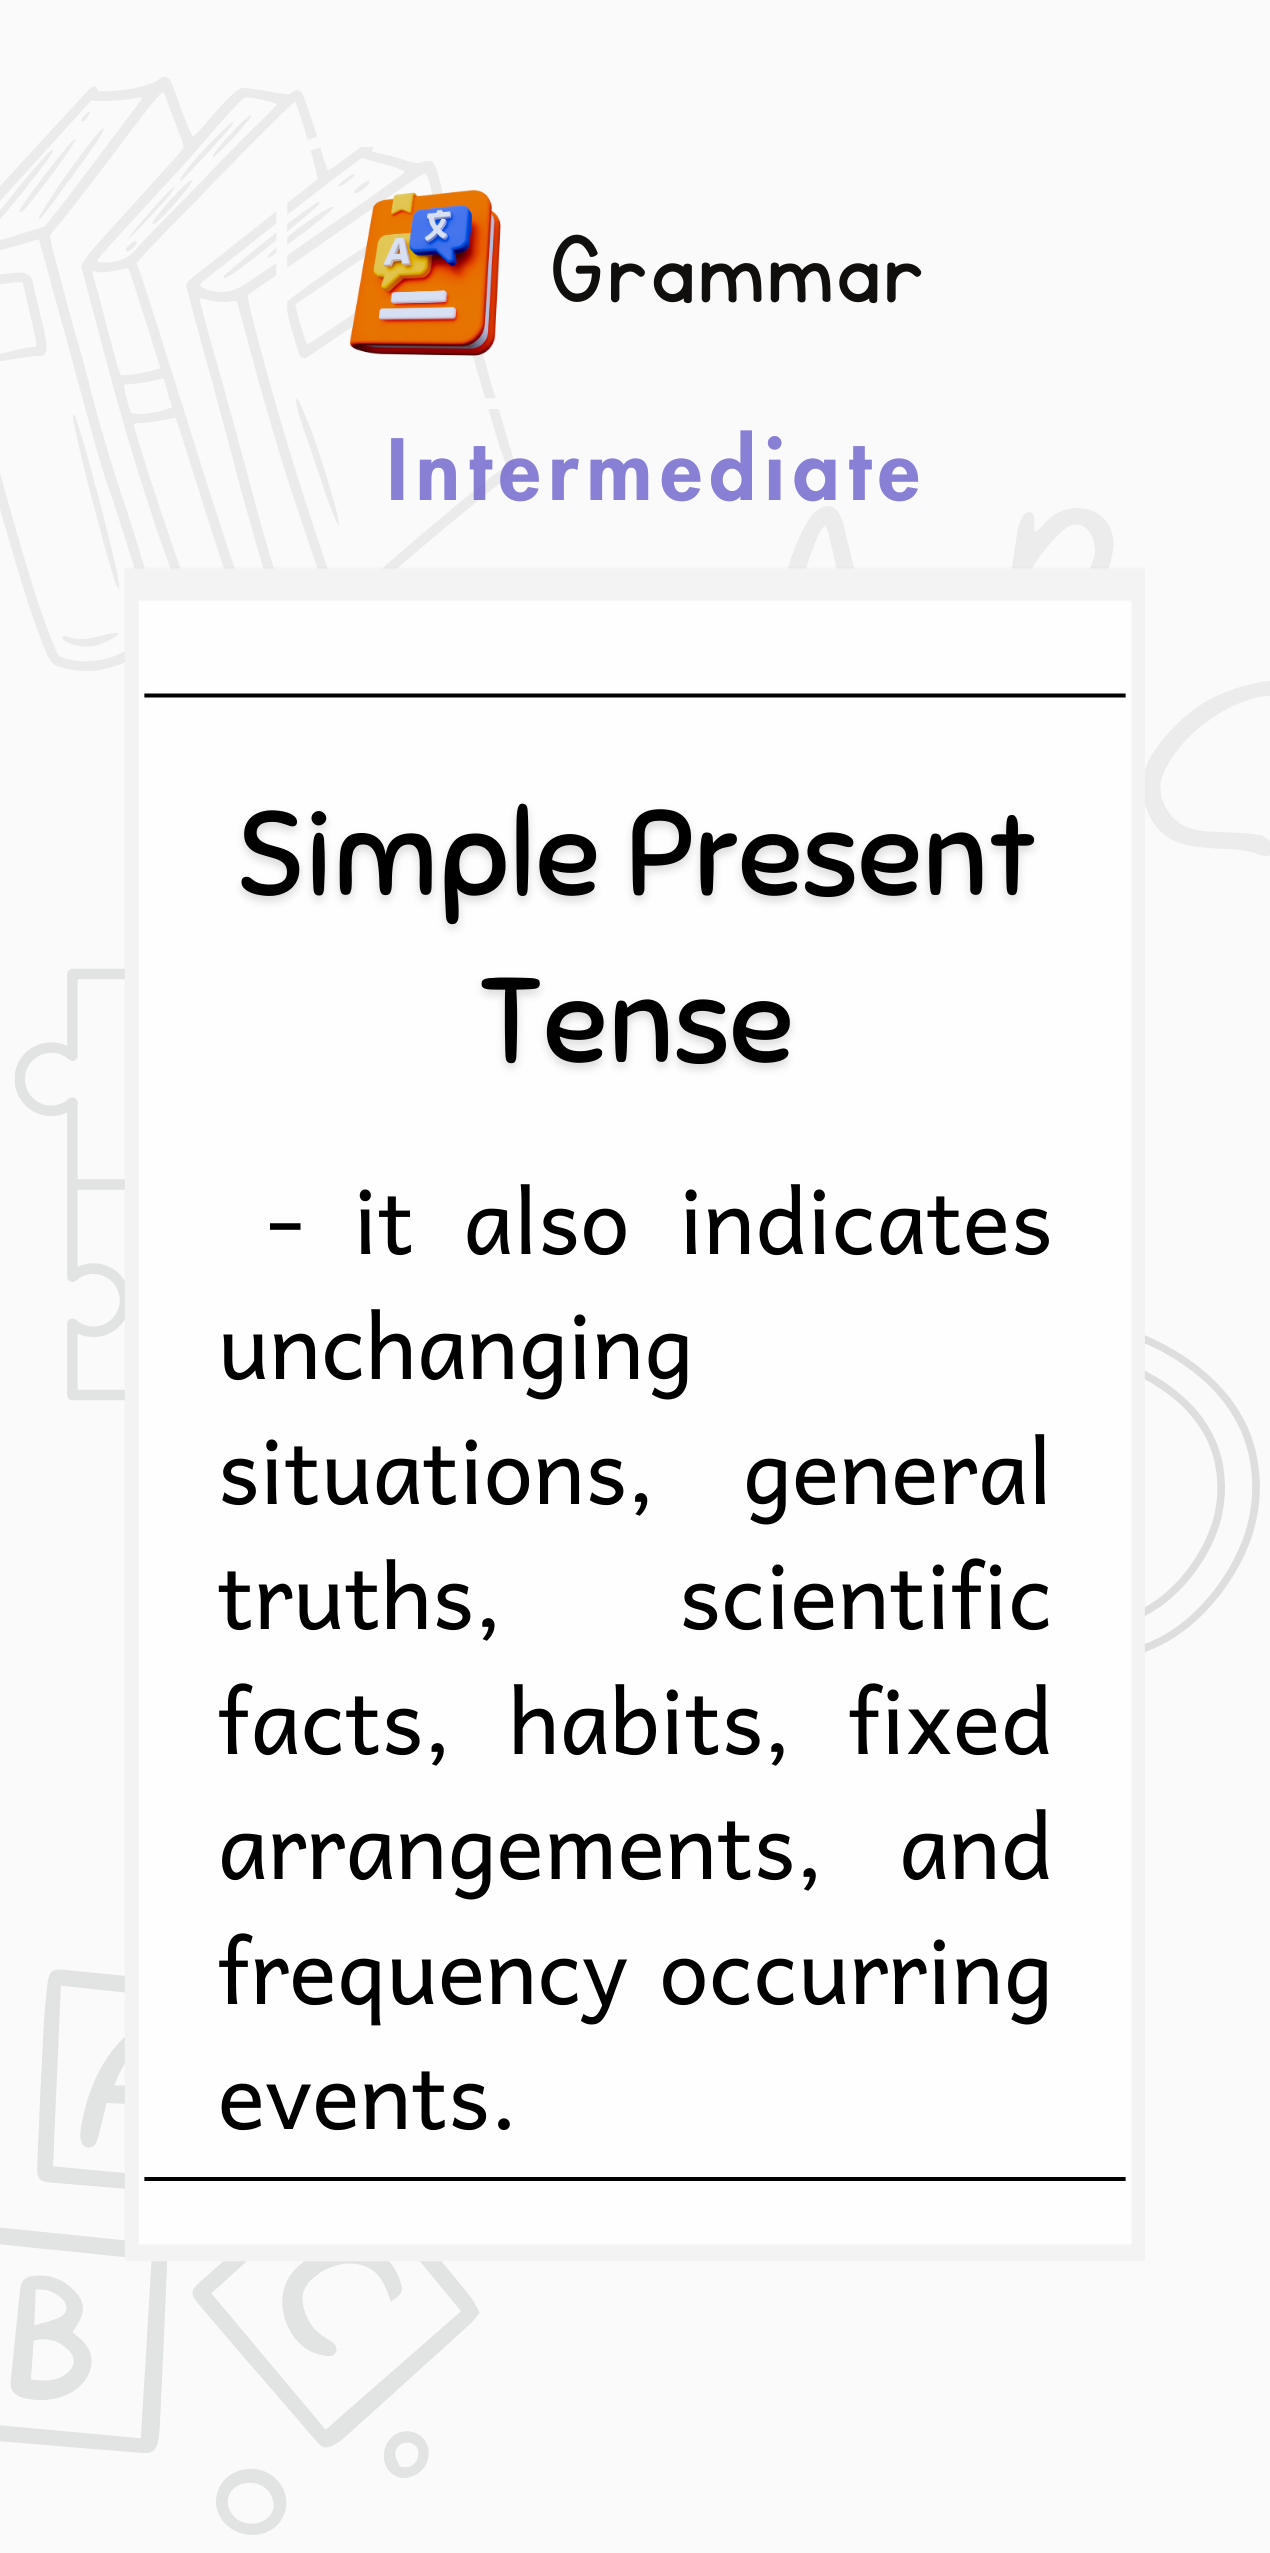 A 文
Grammar
Intermediate
Simple Present
Tense
- it also indicates
unchanging
situations, general
truths, scientific
facts, habits, fixed
arrangements, and
frequency occurring
events.
A
B
C